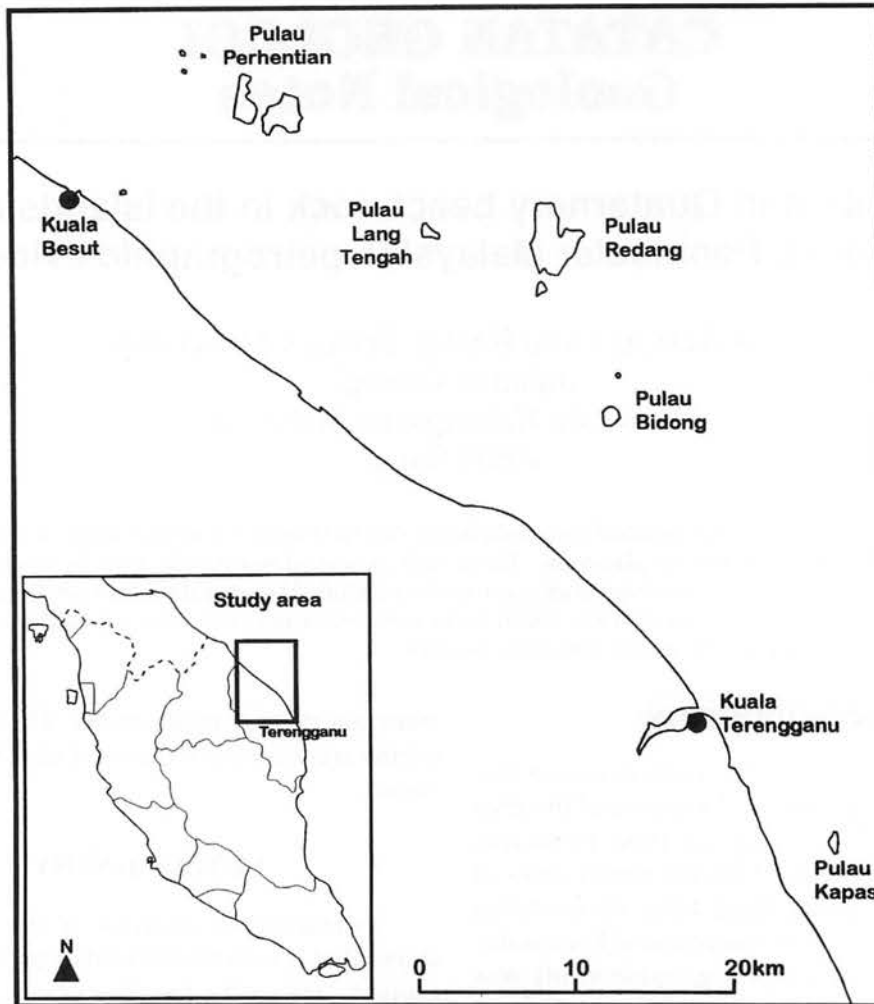 Pulau
Perhentian
Kuala
Besut
Pulau
Lang
Tengah
Pulau
Redang
Pulau
Bidong
Study area
Terengganu
Kuala
Terengganu
Pulau
Kapas
N
0 10 20km